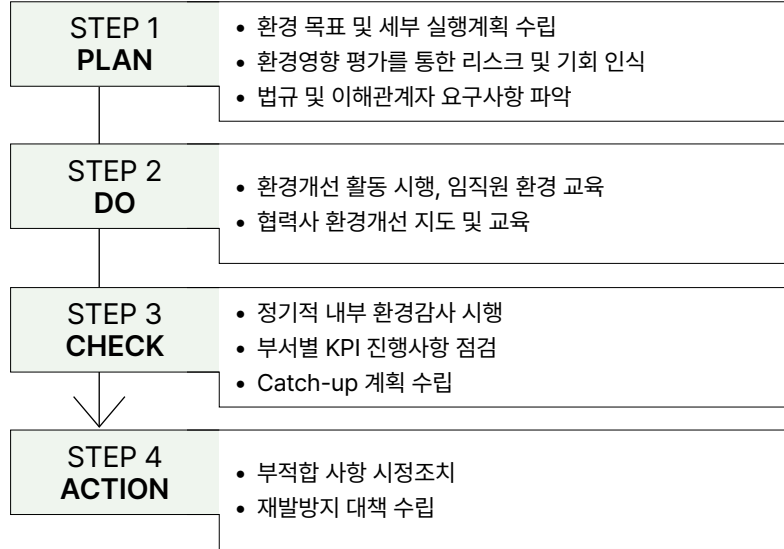 STEP 1
PLAN
• 환경 목표 및 세부 실행계획 수립
• 환경영향 평가를 통한 리스크 및 기회 인식
• 법규 및 이해관계자 요구사항 파악
STEP 2
DO
• 환경개선 활동 시행, 임직원 환경 교육
• 협력사 환경개선 지도 및 교육
STEP 3
CHECK
• 정기적 내부 환경감사 시행
• 부서별 KPI 진행사항 점검
• Catch-up 계획 수립
STEP 4
ACTION
• 부적합 사항 시정조치
• 재발방지 대책 수립